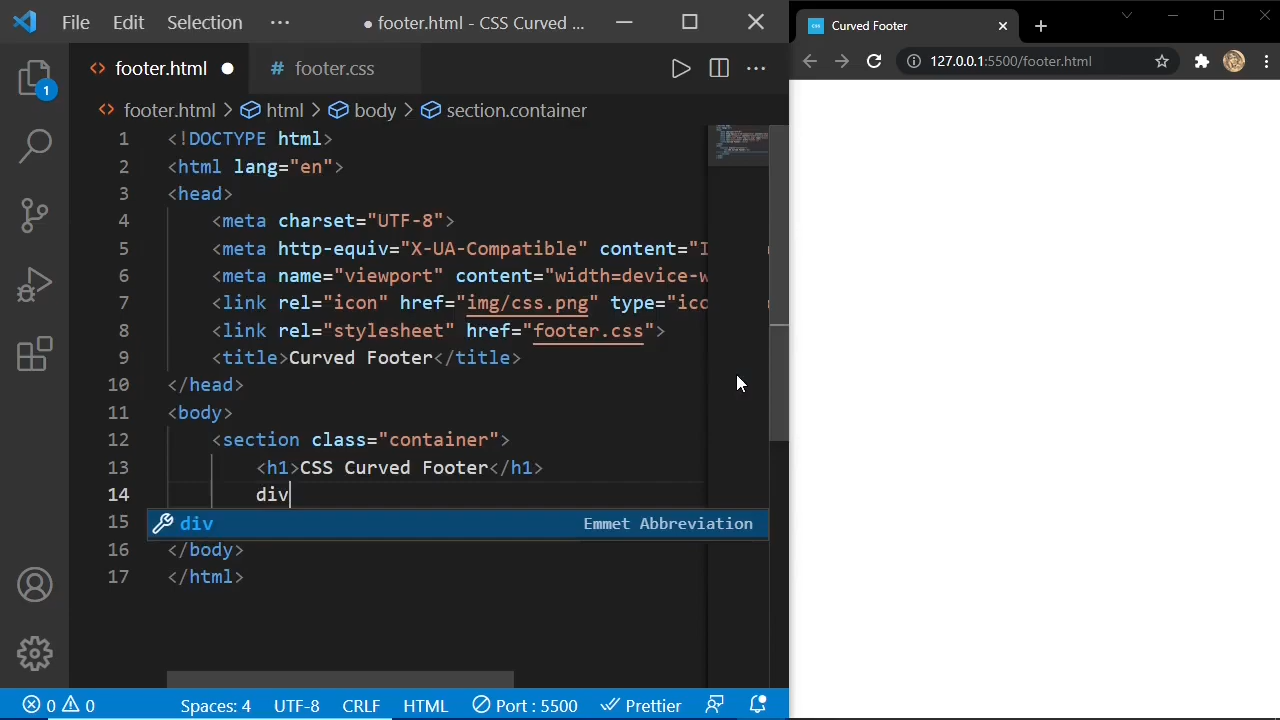 File Edit Selection ···
● footer.html - CSS Curved ...
footer.html ●
# footer.css
<> footer.html > html > body > section.container
1 <!DOCTYPE html>
2 <html lang="en">
3 <head>
4 <meta charset="UTF-8">
5 <meta http-equiv="X-UA-Compatible" content="I
6 <meta name="viewport" content="width=device-w
7 <link rel="icon" href="img/css.png" type="ico
8 <link rel="stylesheet" href="footer.css">
9 <title>Curved Footer</title>
10 </head>
11 <body>
12 <section class="container">
13 <h1>CSS Curved Footer</h1>
14 div
15
div Emmet Abbreviation
16 </body>
17 </html>
1
0 0 Spaces: 4 UTF-8 CRLF HTML Port : 5500 Prettier
Curved Footer
127.0.0.1:5500/footer.html